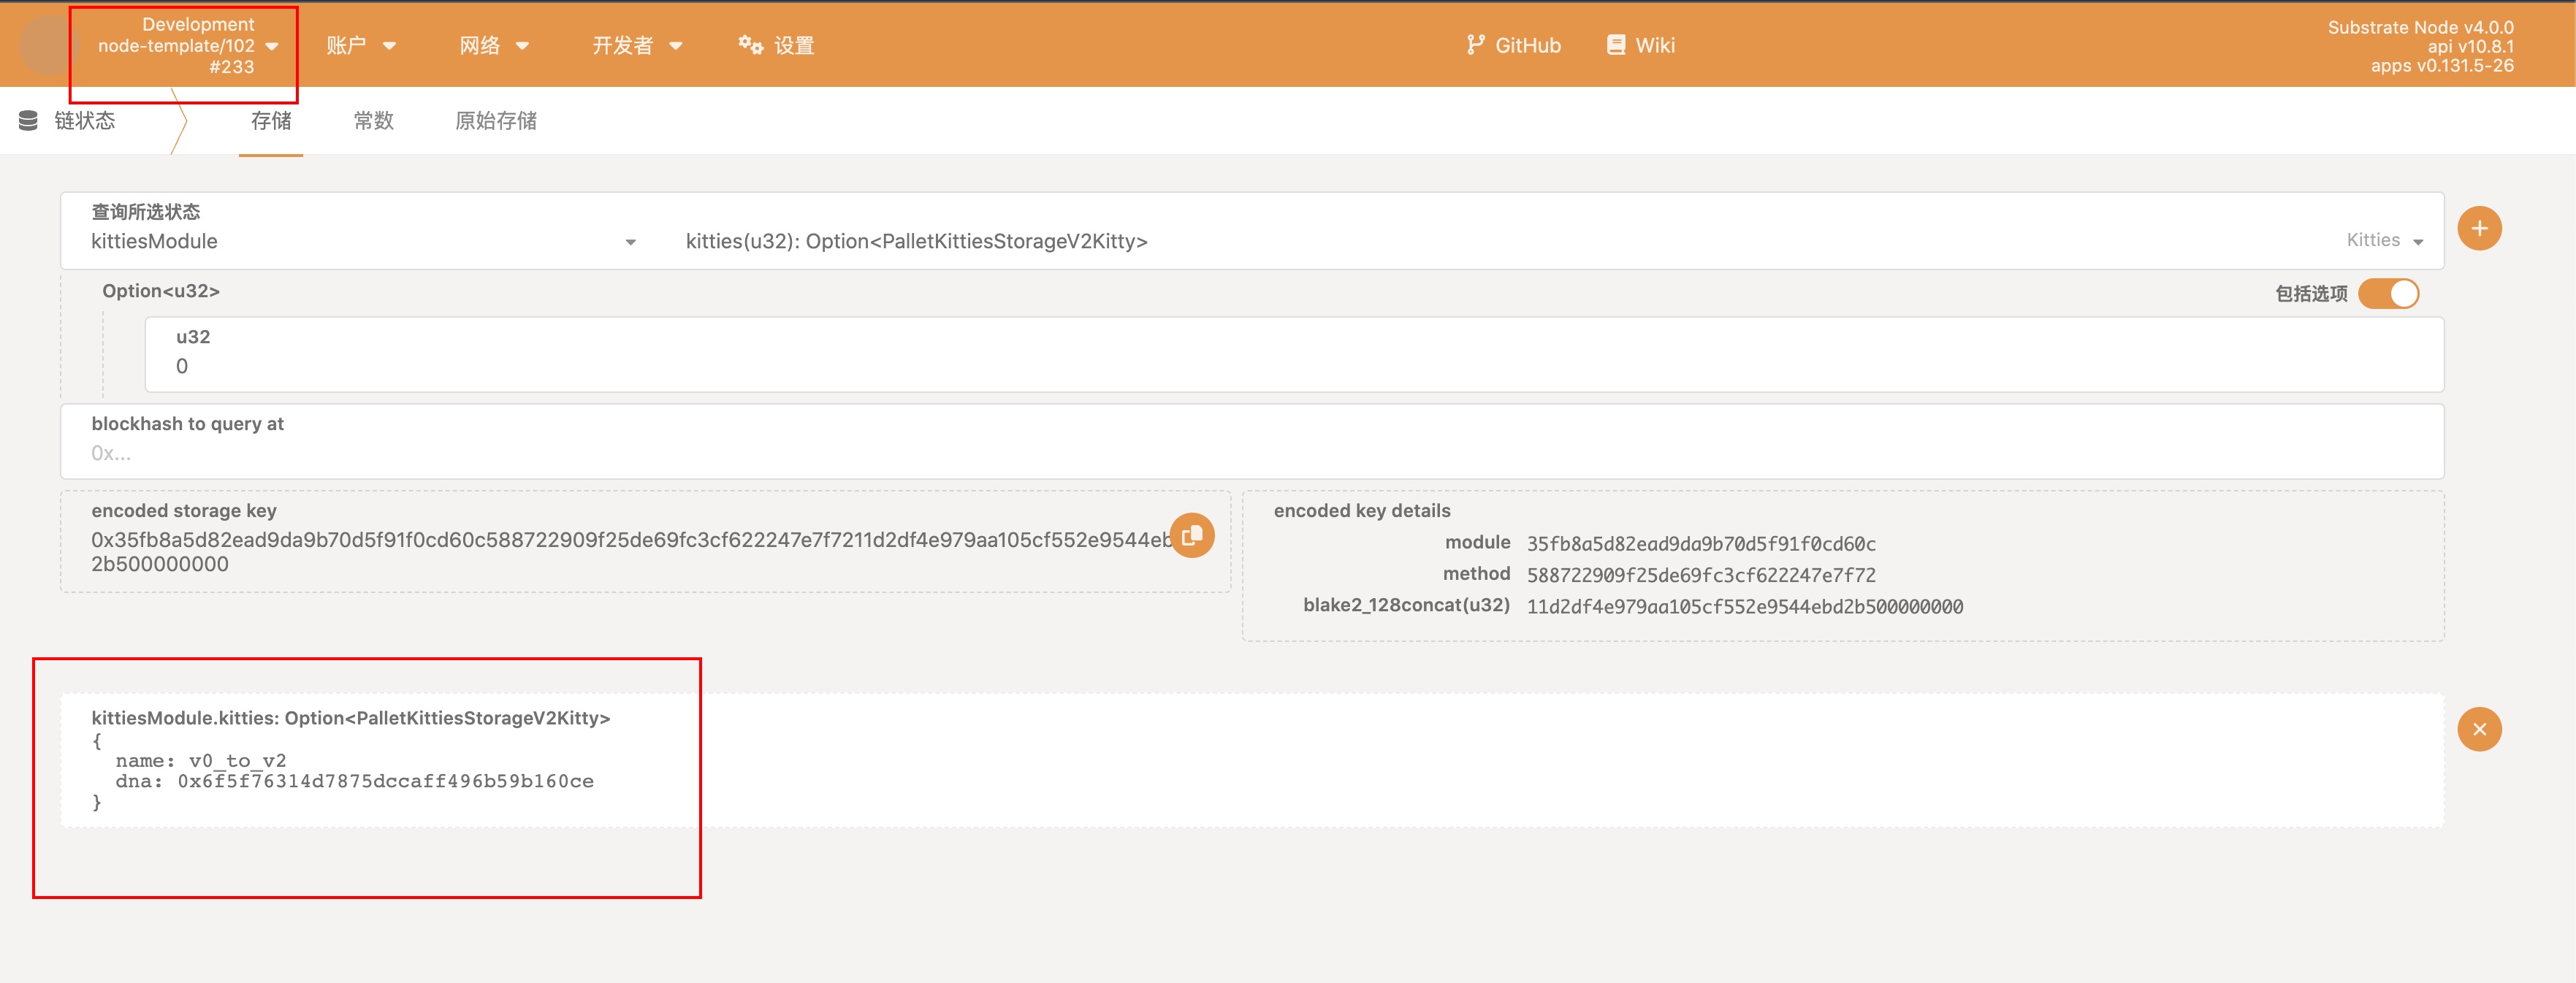 Development
node-template/102
#233
账户
网络
开发者
设置
GitHub
Wiki
Substrate Node v4.0.0
api v10.8.1
apps v0.131.5-26
链状态
存储
常数
原始存储
查询所选状态
kittiesModule
kitties(u32): Option<PalletKittiesStorageV2Kitty>
Kitties
Option<u32>
包括选项
u32
0
blockhash to query at
0x...
encoded storage key
0x35fb8a5d82ead9da9b70d5f91f0cd60c588722909f25de69fc3cf622247e7f7211d2df4e979aa105cf552e9544eb
2b500000000
encoded key details
module 35fb8a5d82ead9da9b70d5f91f0cd60c
method 588722909f25de69fc3cf622247e7f72
blake2_128concat(u32) 11d2df4e979aa105cf552e9544ebd2b500000000
kittiesModule.kitties: Option<PalletKittiesStorageV2Kitty>
{
name: v0_to_v2
dna: 0x6f5f76314d7875dccaff496b59b160ce
}